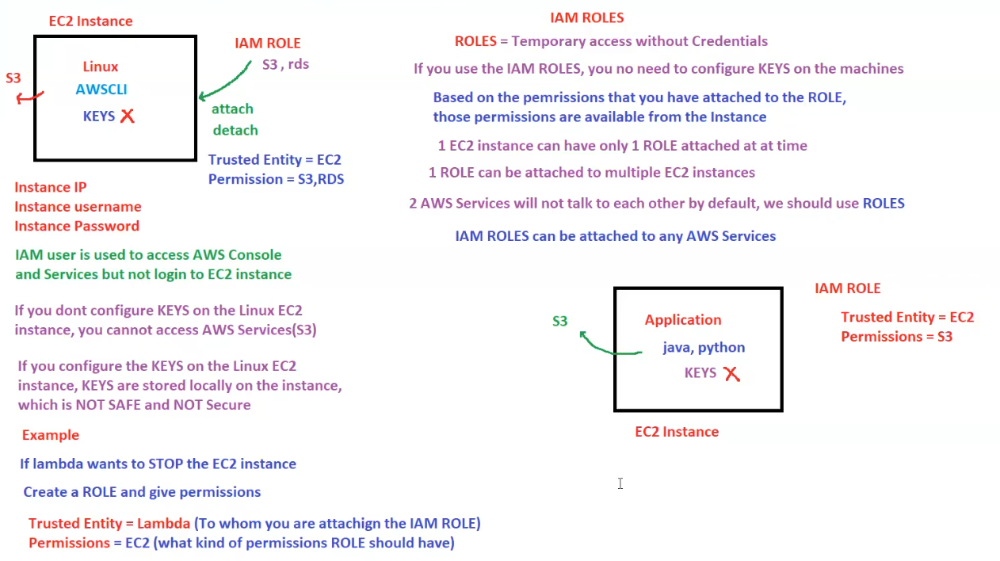 EC2 Instance
Linux
AWSCLI
KEYS X
S3
IAM ROLE
S3 , rds
attach
detach
Trusted Entity = EC2
Permission = S3,RDS
Instance IP
Instance username
Instance Password
IAM user is used to access AWS Console
and Services but not login to EC2 instance
If you dont configure KEYS on the Linux EC2
instance, you cannot access AWS Services(S3)
If you configure the KEYS on the Linux EC2
instance, KEYS are stored locally on the instance,
which is NOT SAFE and NOT Secure
Example
If lambda wants to STOP the EC2 instance
Create a ROLE and give permissions
Trusted Entity = Lambda (To whom you are attachign the IAM ROLE)
Permissions = EC2 (what kind of permissions ROLE should have)
IAM ROLES
ROLES = Temporary access without Credentials
If you use the IAM ROLES, you no need to configure KEYS on the machines
Based on the pemrissions that you have attached to the ROLE,
those permissions are available from the Instance
1 EC2 instance can have only 1 ROLE attached at at time
1 ROLE can be attached to multiple EC2 instances
2 AWS Services will not talk to each other by default, we should use ROLES
IAM ROLES can be attached to any AWS Services
S3
Application
java, python
KEYS X
EC2 Instance
IAM ROLE
Trusted Entity = EC2
Permissions = S3